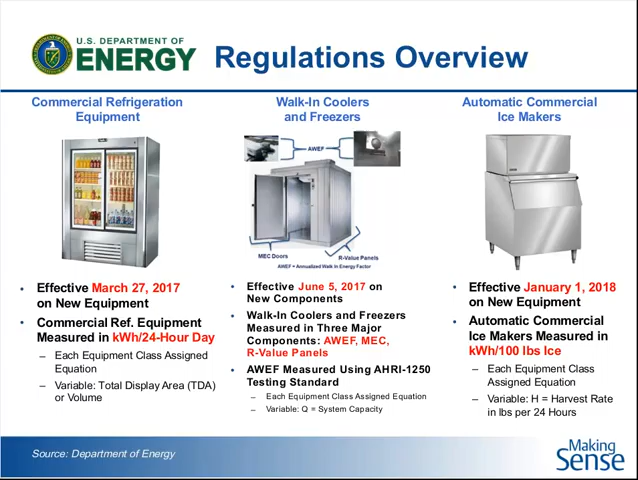 U.S. DEPARTMENT OF
ENERGY
Regulations Overview
Commercial Refrigeration
Equipment
• Effective March 27, 2017
on New Equipment
• Commercial Ref. Equipment
Measured in kWh/24-Hour Day
– Each Equipment Class Assigned
Equation
– Variable: Total Display Area (TDA)
or Volume
Walk-In Coolers
and Freezers
AWEF
MEC Doors
R-Value Panels
AWEF = Annualized Walk In Energy Factor
• Effective June 5, 2017 on
New Components
• Walk-In Coolers and Freezers
Measured in Three Major
Components: AWEF, MEC,
R-Value Panels
• AWEF Measured Using AHRI-1250
Testing Standard
– Each Equipment Class Assigned Equation
– Variable: Q = System Capacity
Automatic Commercial
Ice Makers
• Effective January 1, 2018
on New Equipment
• Automatic Commercial
Ice Makers Measured in
kWh/100 lbs Ice
– Each Equipment Class
Assigned Equation
– Variable: H = Harvest Rate
in lbs per 24 Hours
Source: Department of Energy
Making
Sense